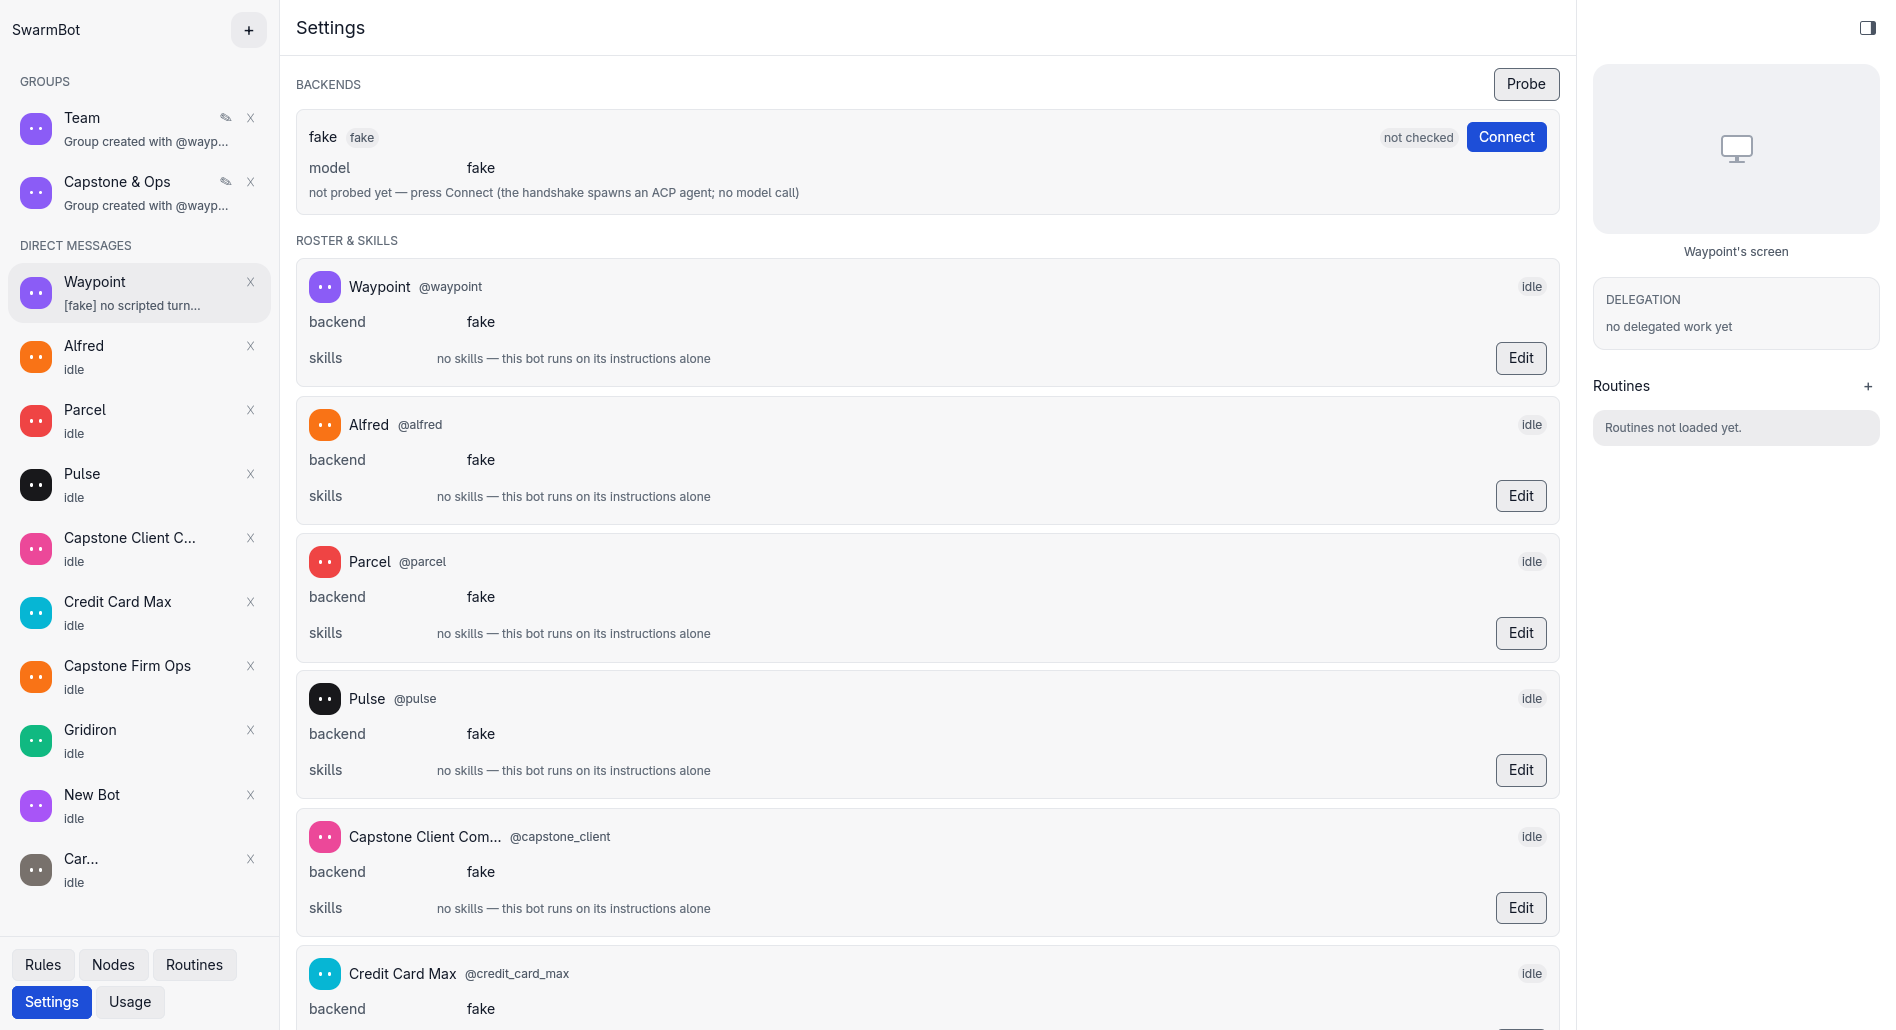 SwarmBot
+
GROUPS
Team
X
Group created with @wayp...
Capstone & Ops
X
Group created with @wayp...
DIRECT MESSAGES
Waypoint
X
[fake] no scripted turn...
Alfred
X
idle
Parcel
X
idle
Pulse
X
idle
Capstone Client C...
X
idle
Credit Card Max
X
idle
Capstone Firm Ops
X
idle
Gridiron
X
idle
New Bot
X
idle
Car...
X
idle
Rules Nodes Routines
Settings Usage
Settings
BACKENDS
Probe
fake fake
not checked Connect
model fake
not probed yet — press Connect (the handshake spawns an ACP agent; no model call)
ROSTER & SKILLS
Waypoint @waypoint idle
backend fake
skills no skills — this bot runs on its instructions alone Edit
Alfred @alfred idle
backend fake
skills no skills — this bot runs on its instructions alone Edit
Parcel @parcel idle
backend fake
skills no skills — this bot runs on its instructions alone Edit
Pulse @pulse idle
backend fake
skills no skills — this bot runs on its instructions alone Edit
Capstone Client Com... @capstone_client idle
backend fake
skills no skills — this bot runs on its instructions alone Edit
Credit Card Max @credit_card_max idle
backend fake
Waypoint's screen
DELEGATION
no delegated work yet
Routines +
Routines not loaded yet.